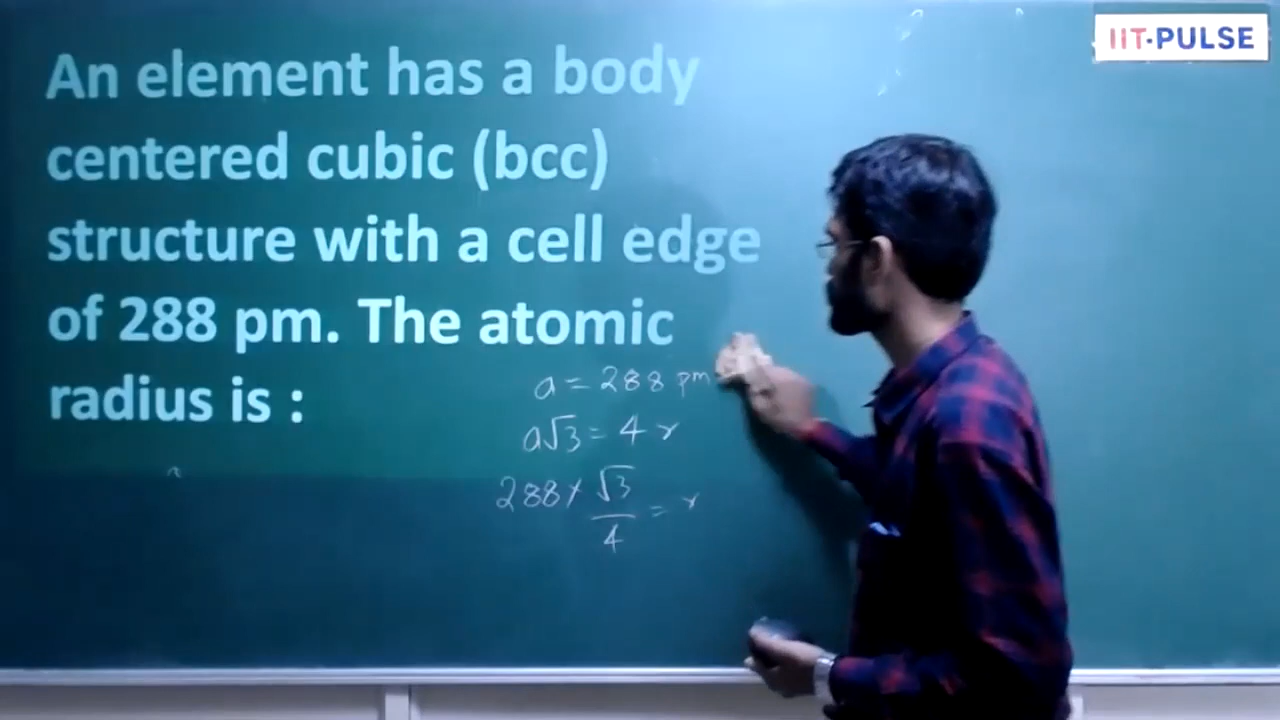 IIT-PULSE
An element has a body
centered cubic (bcc)
structure with a cell edge
of 288 pm. The atomic
radius is :
a = 288 pm
a√3 = 4 r
288 × √3/4 = r